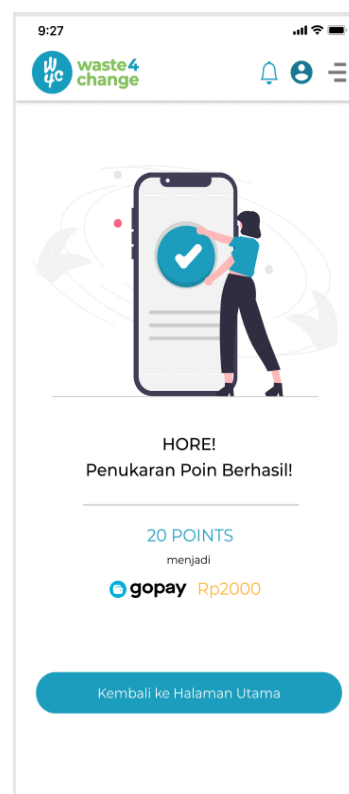 9:27
waste4
change
HORE!
Penukaran Poin Berhasil!
20 POINTS
menjadi
gopay Rp2000
Kembali ke Halaman Utama